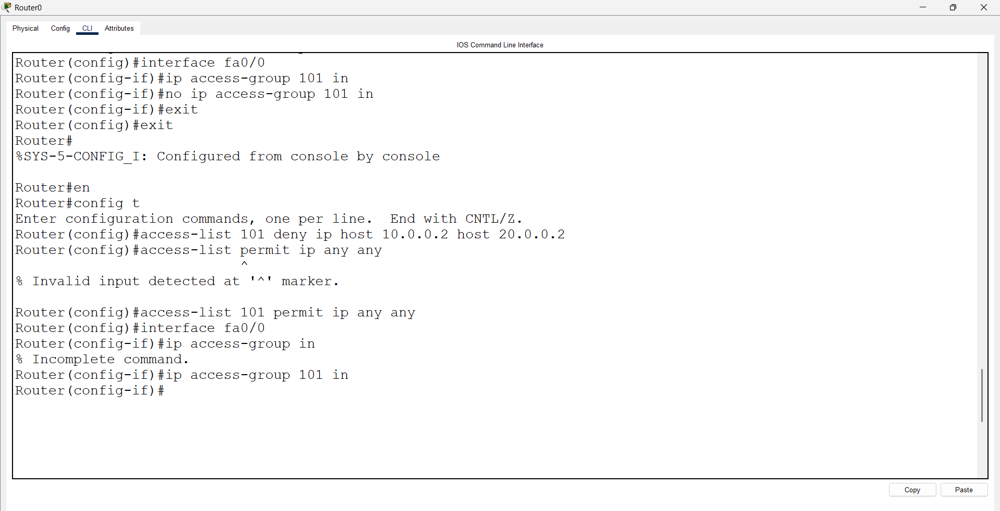 Router0
Physical Config CLI Attributes
IOS Command Line Interface
Router(config)#interface fa0/0
Router(config-if)#ip access-group 101 in
Router(config-if)#no ip access-group 101 in
Router(config-if)#exit
Router(config)#exit
Router#
%SYS-5-CONFIG_I: Configured from console by console
Router#en
Router#config t
Enter configuration commands, one per line.  End with CNTL/Z.
Router(config)#access-list 101 deny ip host 10.0.0.2 host 20.0.0.2
Router(config)#access-list permit ip any any
^
% Invalid input detected at '^' marker.
Router(config)#access-list 101 permit ip any any
Router(config)#interface fa0/0
Router(config-if)#ip access-group in
% Incomplete command.
Router(config-if)#ip access-group 101 in
Router(config-if)#
Copy Paste